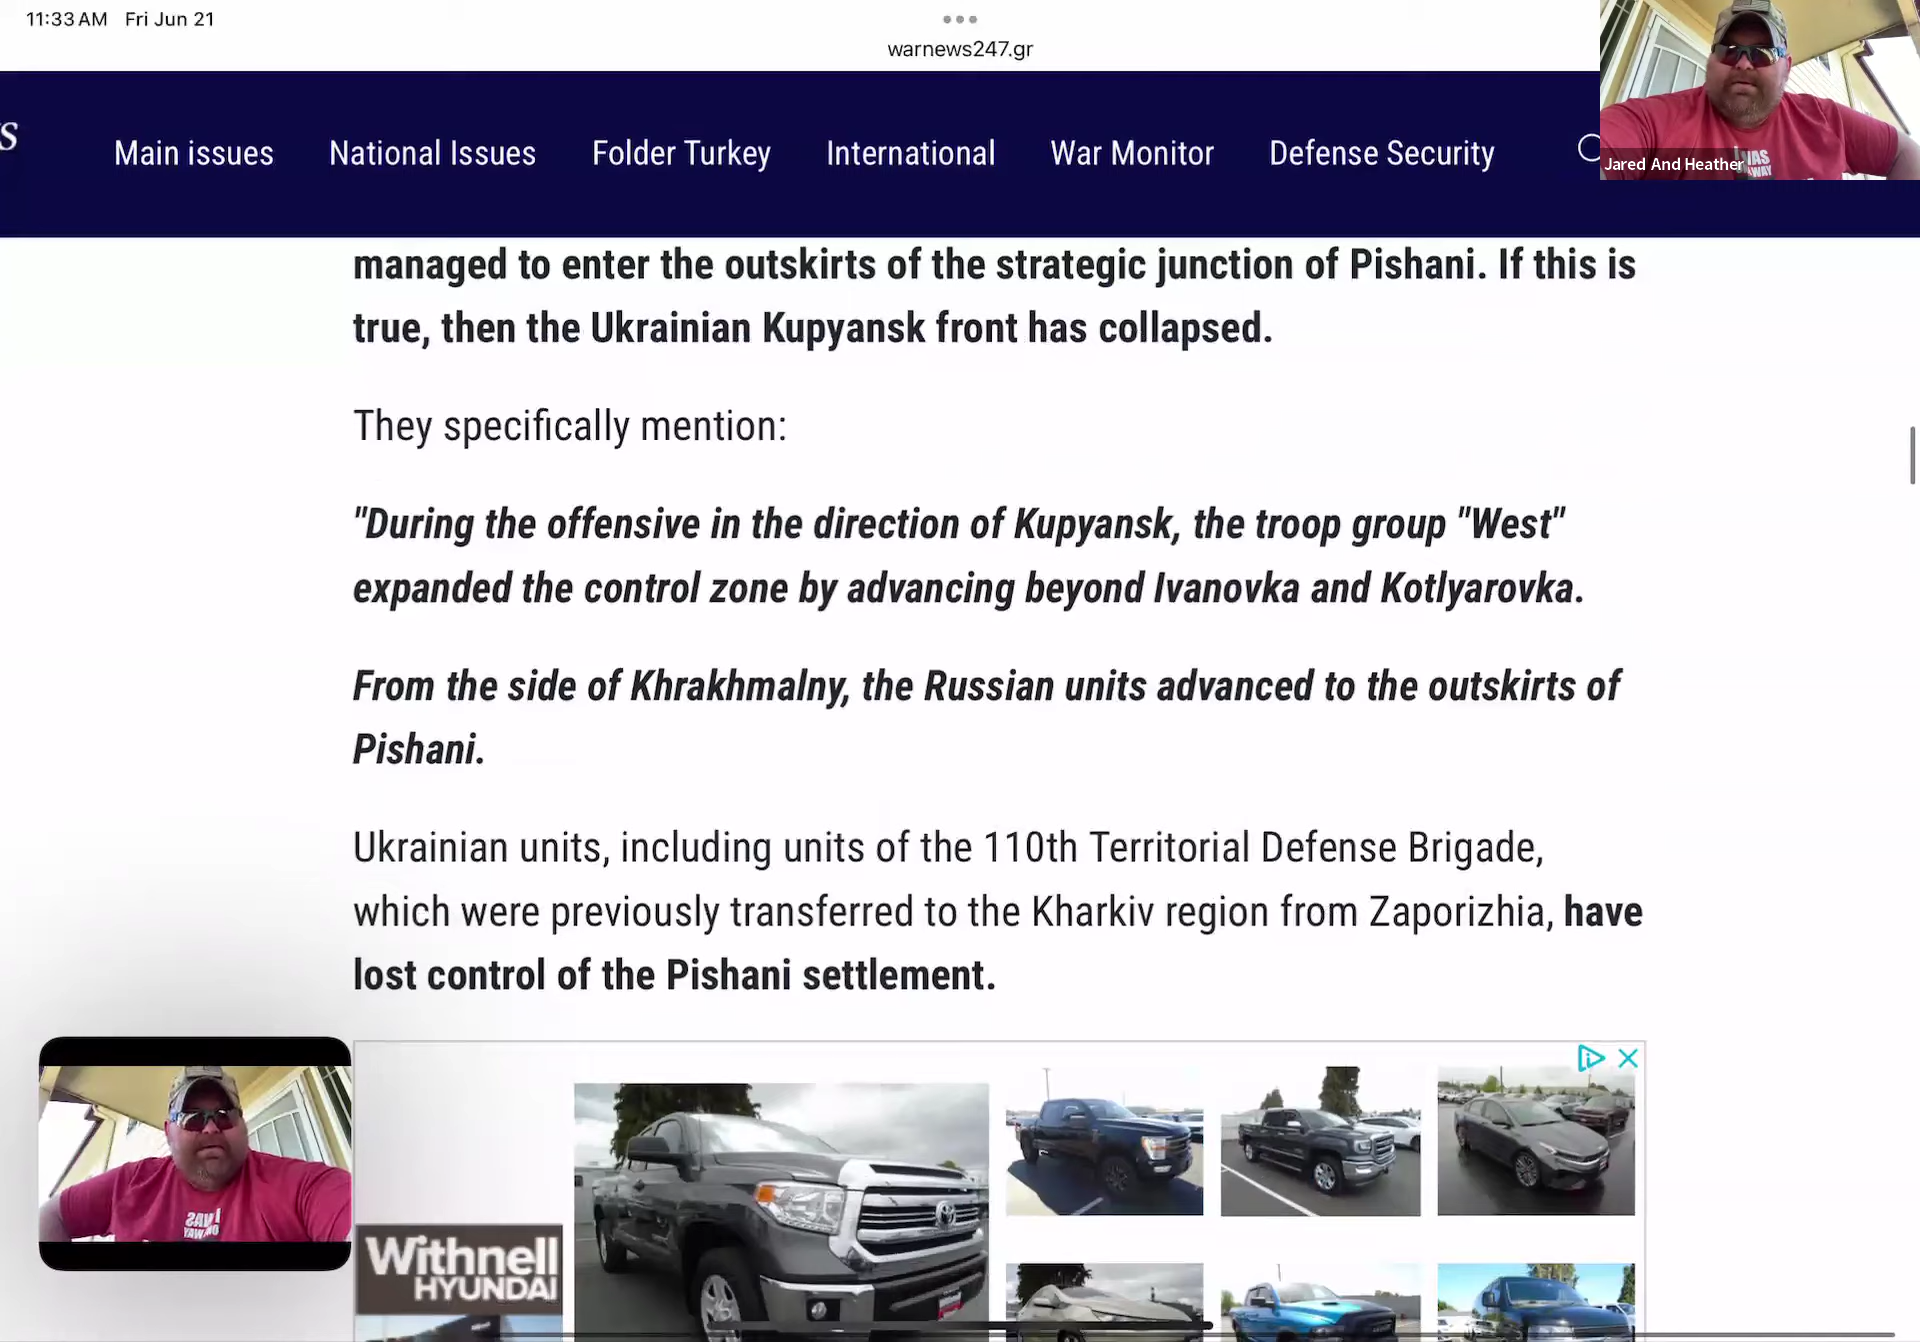 11:33 AM Fri Jun 21
warnews247.gr
s
Main issues National Issues Folder Turkey International War Monitor Defense Security
Jared And Heather
managed to enter the outskirts of the strategic junction of Pishani. If this is
true, then the Ukrainian Kupyansk front has collapsed.
They specifically mention:
"During the offensive in the direction of Kupyansk, the troop group "West"
expanded the control zone by advancing beyond Ivanovka and Kotlyarovka.
From the side of Khrakhmalny, the Russian units advanced to the outskirts of
Pishani.
Ukrainian units, including units of the 110th Territorial Defense Brigade,
which were previously transferred to the Kharkiv region from Zaporizhia, have
lost control of the Pishani settlement.
Withnell
HYUNDAI